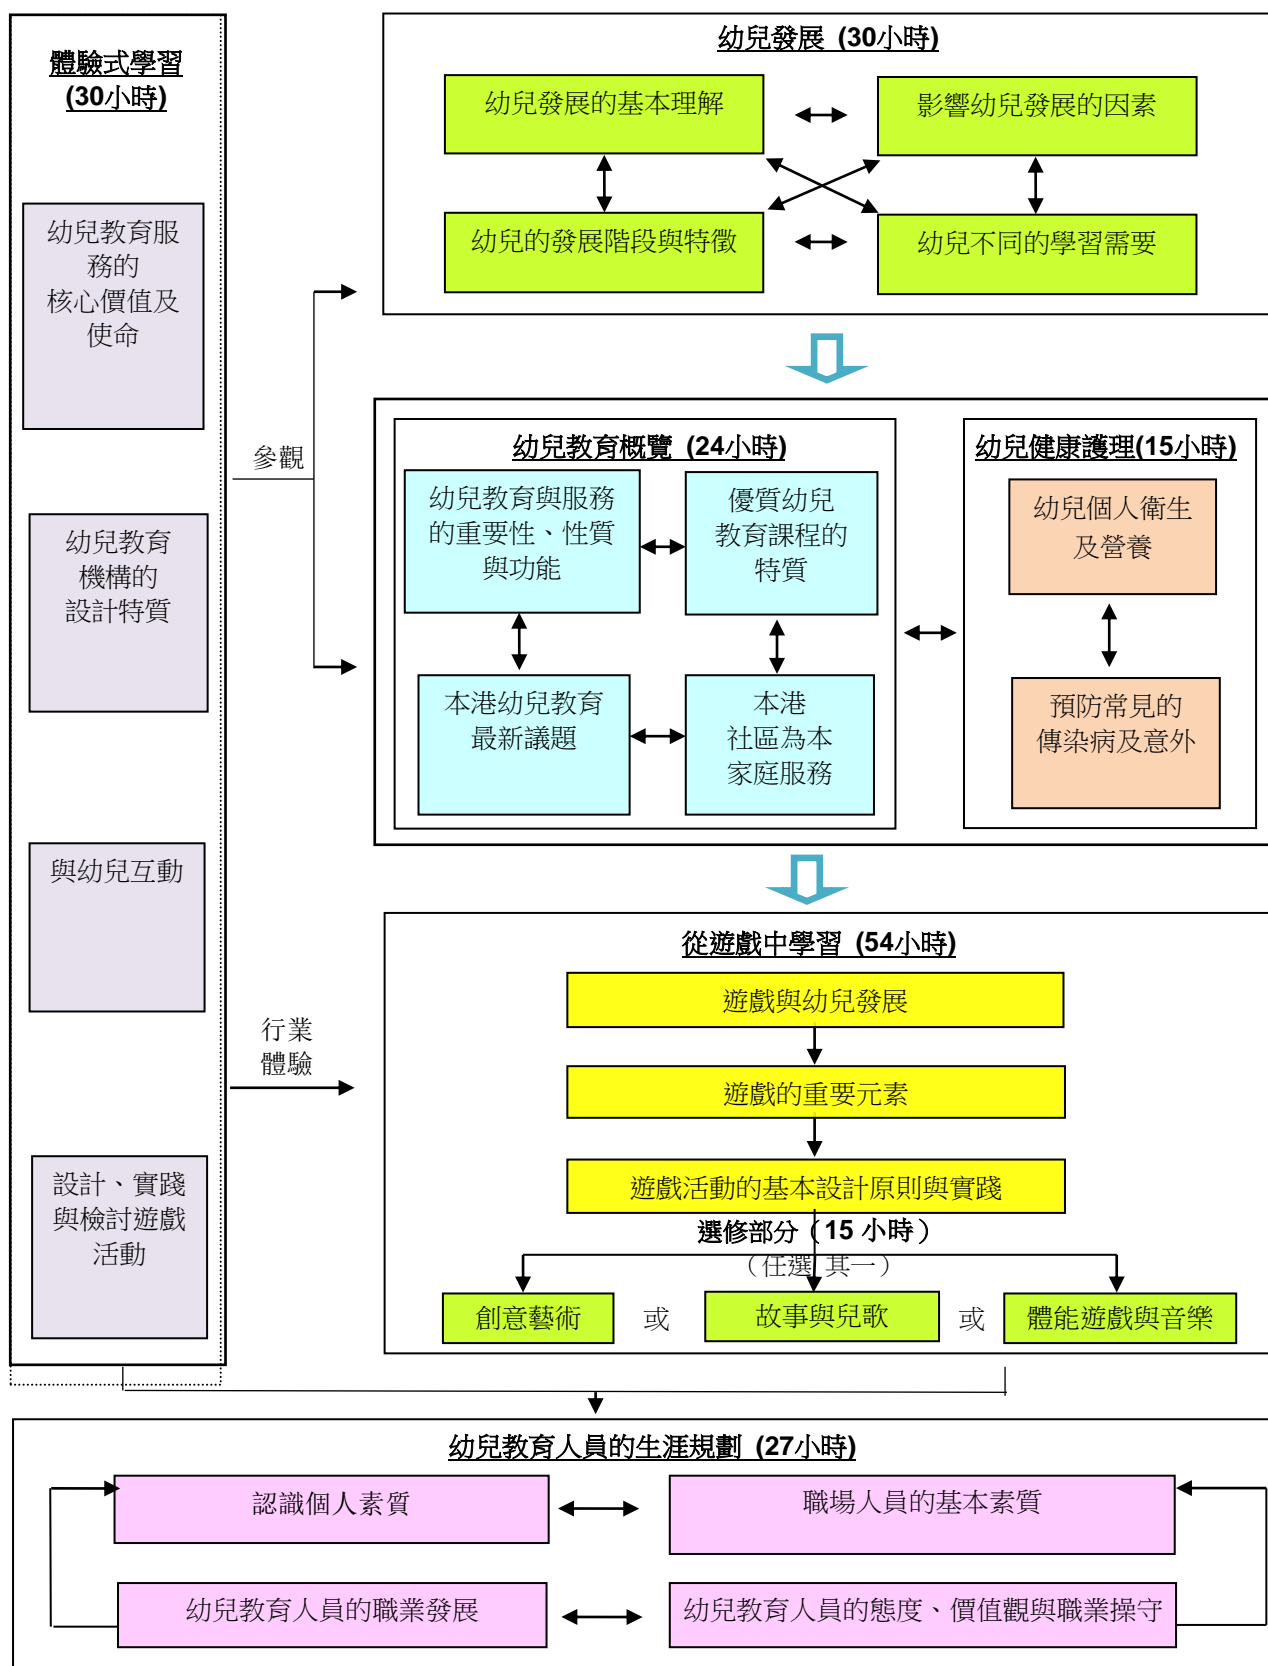 體驗式學習
(30小時)
幼兒教育服
務的
核心價值及
使命
幼兒教育
機構的
設計特質
與幼兒互動
設計、實踐
與檢討遊戲
活動
參觀
行業
體驗
幼兒發展 (30小時)
幼兒發展的基本理解
影響幼兒發展的因素
幼兒的發展階段與特徵
幼兒不同的學習需要
幼兒教育概覽 (24小時)
幼兒教育與服務
的重要性、性質
與功能
優質幼兒
教育課程的
特質
本港幼兒教育
最新議題
本港
社區為本
家庭服務
幼兒健康護理(15小時)
幼兒個人衛生
及營養
預防常見的
傳染病及意外
從遊戲中學習 (54小時)
遊戲與幼兒發展
遊戲的重要元素
遊戲活動的基本設計原則與實踐
選修部分（15 小時）
（任選 其一）
創意藝術 或 故事與兒歌 或 體能遊戲與音樂
幼兒教育人員的生涯規劃 (27小時)
認識個人素質
職場人員的基本素質
幼兒教育人員的職業發展
幼兒教育人員的態度、價值觀與職業操守